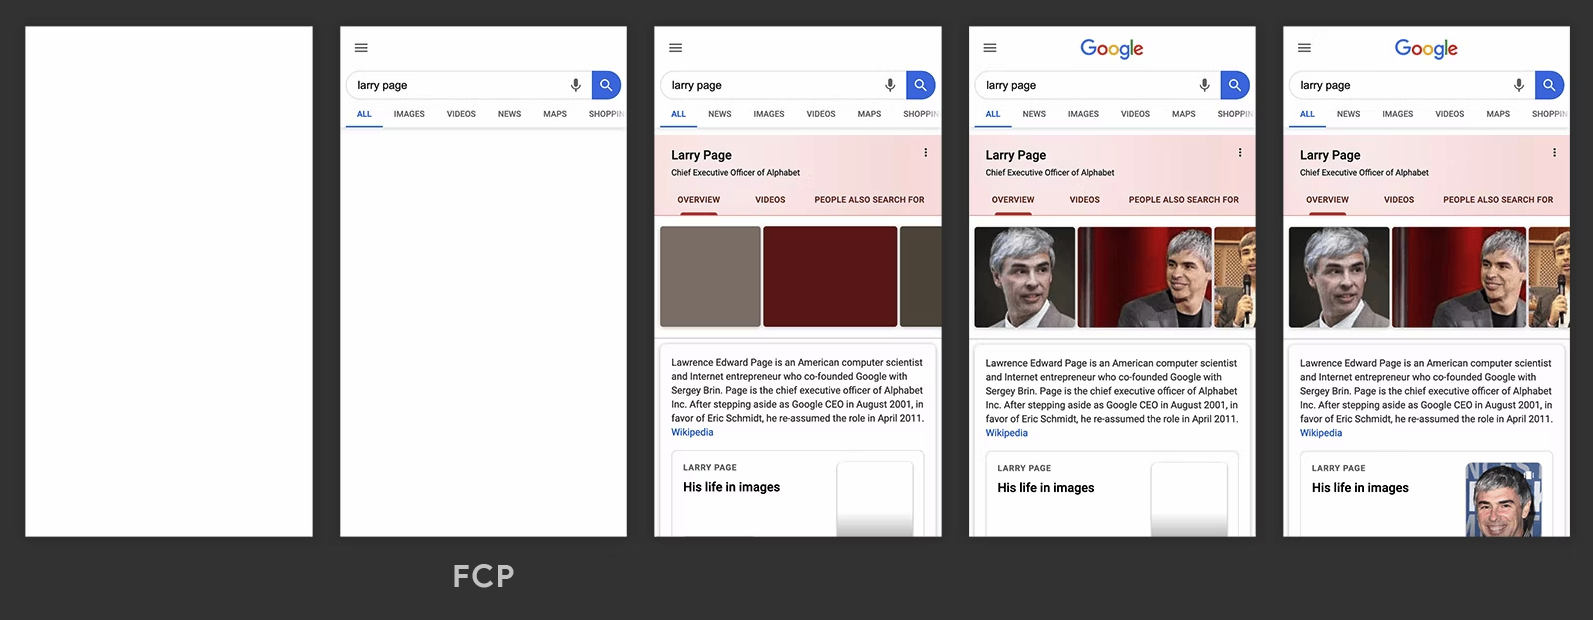 larry page
ALL IMAGES VIDEOS NEWS MAPS SHOPPIN
larry page
ALL NEWS IMAGES VIDEOS MAPS SHOPPIN
Larry Page
Chief Executive Officer of Alphabet
OVERVIEW VIDEOS PEOPLE ALSO SEARCH FOR
Lawrence Edward Page is an American computer scientist
and Internet entrepreneur who co-founded Google with
Sergey Brin. Page is the chief executive officer of Alphabet
Inc. After stepping aside as Google CEO in August 2001, in
favor of Eric Schmidt, he re-assumed the role in April 2011.
Wikipedia
LARRY PAGE
His life in images
Google
larry page
ALL NEWS IMAGES VIDEOS MAPS SHOPPIN
Larry Page
Chief Executive Officer of Alphabet
OVERVIEW VIDEOS PEOPLE ALSO SEARCH FOR
Lawrence Edward Page is an American computer scientist
and Internet entrepreneur who co-founded Google with
Sergey Brin. Page is the chief executive officer of Alphabet
Inc. After stepping aside as Google CEO in August 2001, in
favor of Eric Schmidt, he re-assumed the role in April 2011.
Wikipedia
LARRY PAGE
His life in images
Google
larry page
ALL NEWS IMAGES VIDEOS MAPS SHOPPIN
Larry Page
Chief Executive Officer of Alphabet
OVERVIEW VIDEOS PEOPLE ALSO SEARCH FOR
Lawrence Edward Page is an American computer scientist
and Internet entrepreneur who co-founded Google with
Sergey Brin. Page is the chief executive officer of Alphabet
Inc. After stepping aside as Google CEO in August 2001, in
favor of Eric Schmidt, he re-assumed the role in April 2011.
Wikipedia
LARRY PAGE
His life in images
FCP